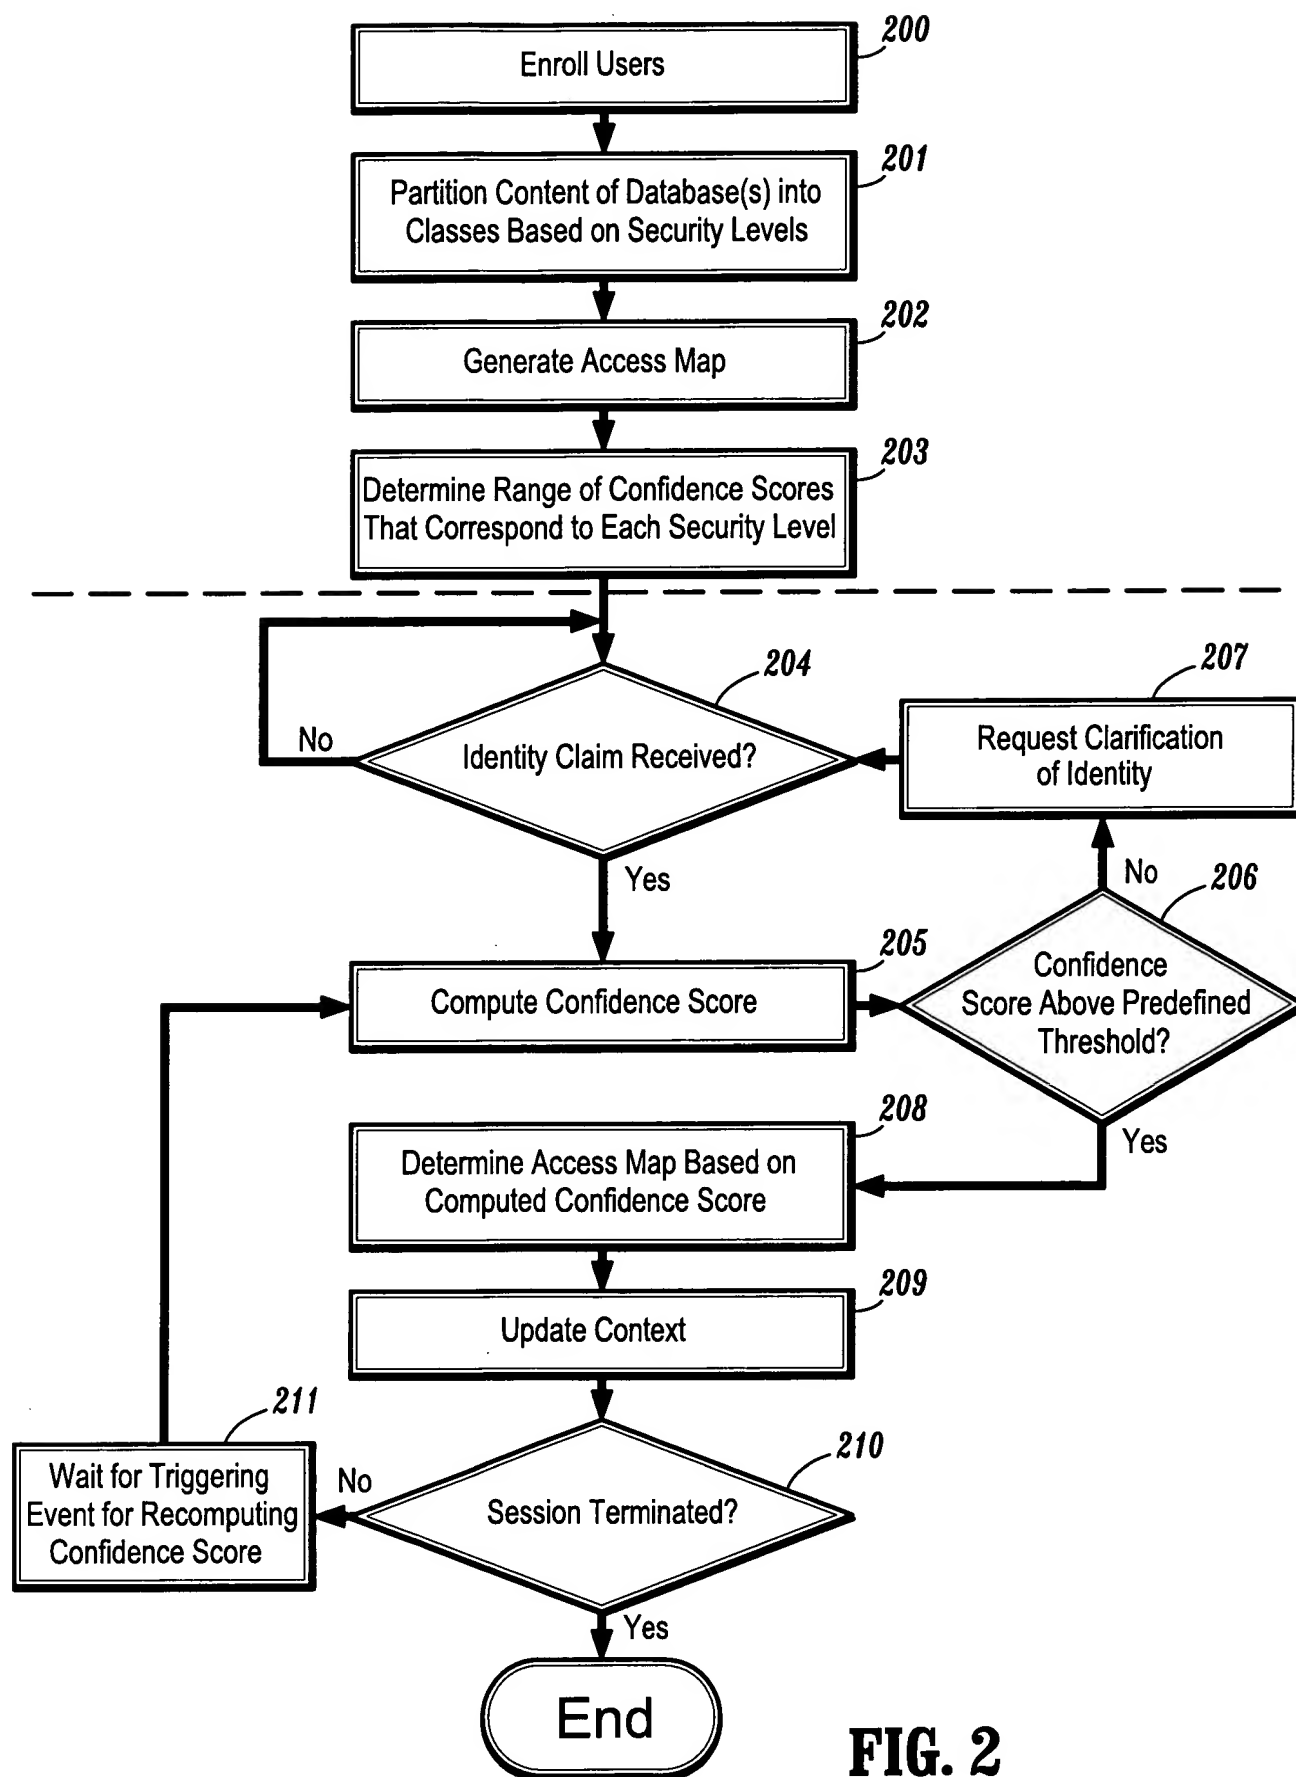 200
Enroll Users
201
Partition Content of Database(s) into
Classes Based on Security Levels
202
Generate Access Map
203
Determine Range of Confidence Scores
That Correspond to Each Security Level
204
Identity Claim Received?
No
Yes
207
Request Clarification
of Identity
No
206
Confidence
Score Above Predefined
Threshold?
Yes
205
Compute Confidence Score
208
Determine Access Map Based on
Computed Confidence Score
209
Update Context
210
Session Terminated?
No
211
Wait for Triggering
Event for Recomputing
Confidence Score
Yes
End
FIG. 2